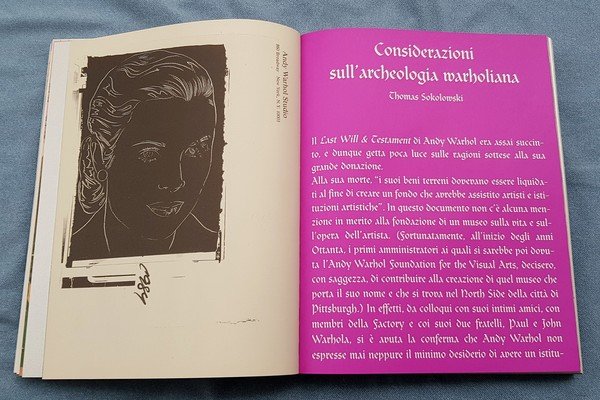 Andy Warhol Studio
860 Broadway New York, N.Y. 10003
1984
Considerazioni
sull'archeologia warholiana
Thomas Sokolowski
Il Last Will & Testament di Andy Warhol era assai succin-
to, e dunque getta poca luce sulle ragioni sottese alla sua
grande donazione.
Alla sua morte, "i suoi beni terreni dovevano essere liquida-
ti al fine di creare un fondo che avrebbe assistito artisti e isti-
tuzioni artistiche". In questo documento non c'è alcuna men-
zione in merito alla fondazione di un museo sulla vita e sul-
l'opera dell'artista. (Fortunatamente, all'inizio degli anni
Ottanta, i primi amministratori ai quali si sarebbe poi dovu-
ta l'Andy Warhol Foundation for the Visual Arts, decisero,
con saggezza, di contribuire alla creazione di quel museo che
porta il suo nome e che si trova nel North Side della città di
Pittsburgh.) In effetti, da colloqui con suoi intimi amici, con
membri della Factory e coi suoi due fratelli, Paul e John
Warhola, si è avuta la conferma che Andy Warhol non
espresse mai neppure il minimo desiderio di avere un istitu-